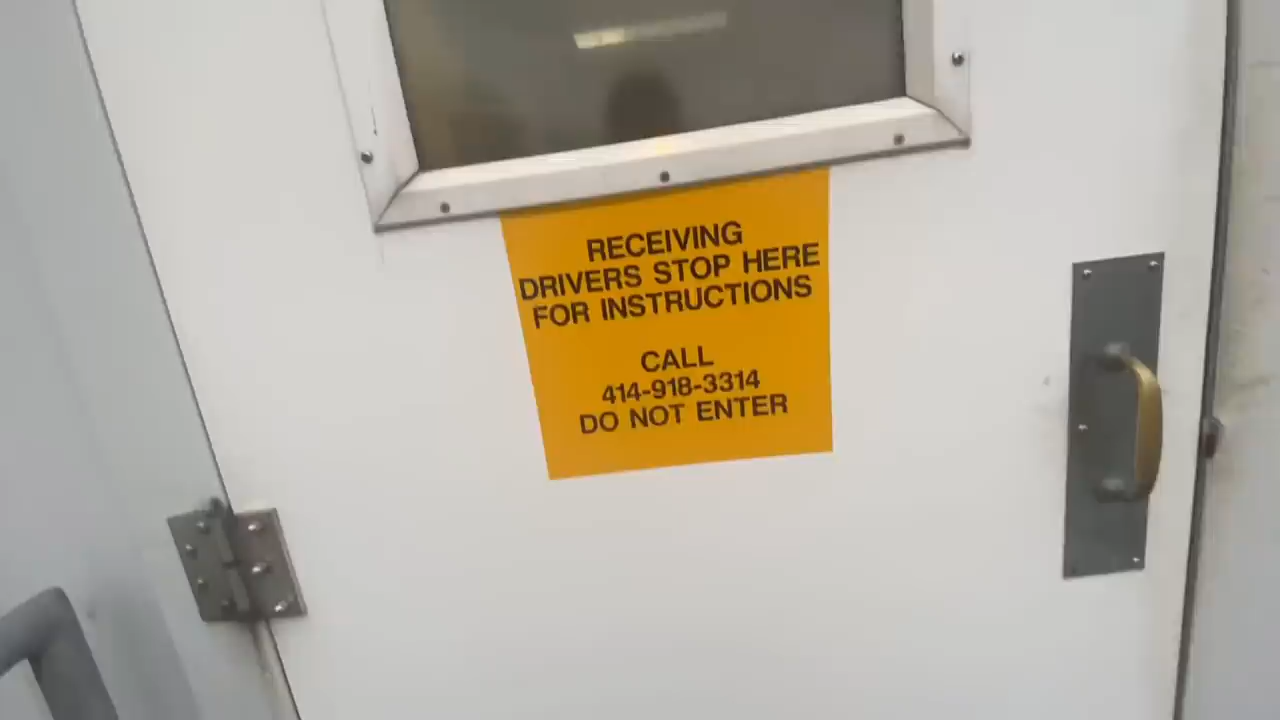 RECEIVING
DRIVERS STOP HERE
FOR INSTRUCTIONS
CALL
414-918-3314
DO NOT ENTER